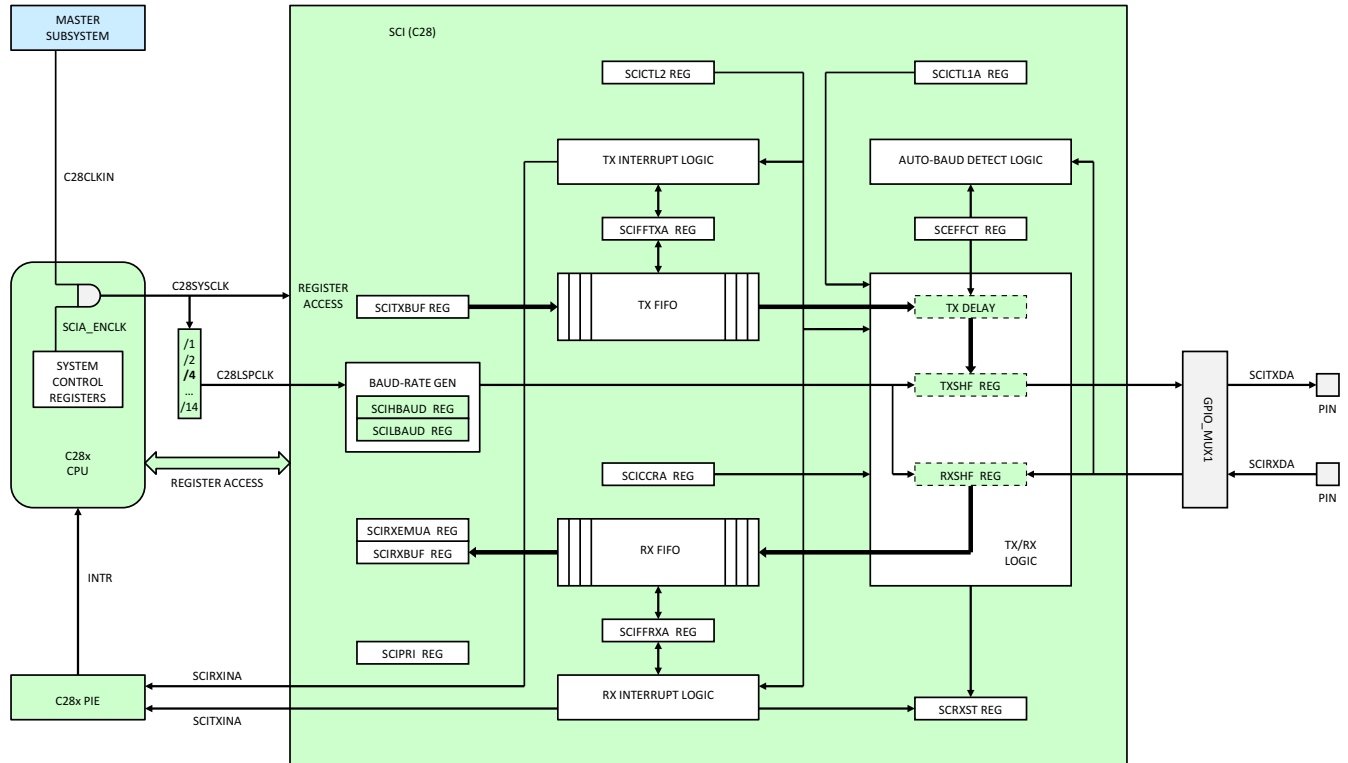 MASTER
SUBSYSTEM
SCI (C28)
SCICTL2 REG
SCICTL1A REG
C28CLKIN
TX INTERRUPT LOGIC
AUTO-BAUD DETECT LOGIC
SCIFFTXA REG
SCEFFCT REG
C28SYSCLK
REGISTER
ACCESS
SCITXBUF REG
TX FIFO
TX DELAY
SCIA_ENCLK
SYSTEM
CONTROL
REGISTERS
/1
/2
/4
...
/14
C28LSPCLK
BAUD-RATE GEN
SCIHBAUD REG
SCILBAUD REG
TXSHF REG
GPIO_MUX1
SCITXDA
PIN
C28x
CPU
REGISTER ACCESS
SCICCRA REG
RXSHF REG
SCIRXDA
PIN
SCIRXEMUA REG
SCIRXBUF REG
RX FIFO
TX/RX
LOGIC
INTR
SCIFFRXA REG
SCIPRI REG
SCIRXINA
C28x PIE
SCITXINA
RX INTERRUPT LOGIC
SCRXST REG